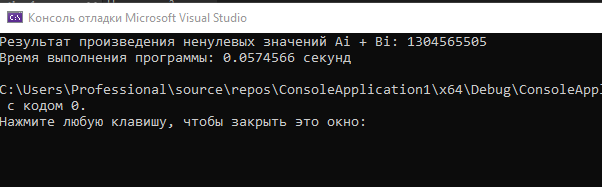 Консоль отладки Microsoft Visual Studio
Результат произведения ненулевых значений Ai + Bi: 1304565505
Время выполнения программы: 0.0574566 секунд
C:\Users\Professional\source\repos\ConsoleApplication1\x64\Debug\ConsoleAppl
с кодом 0.
Нажмите любую клавишу, чтобы закрыть это окно: